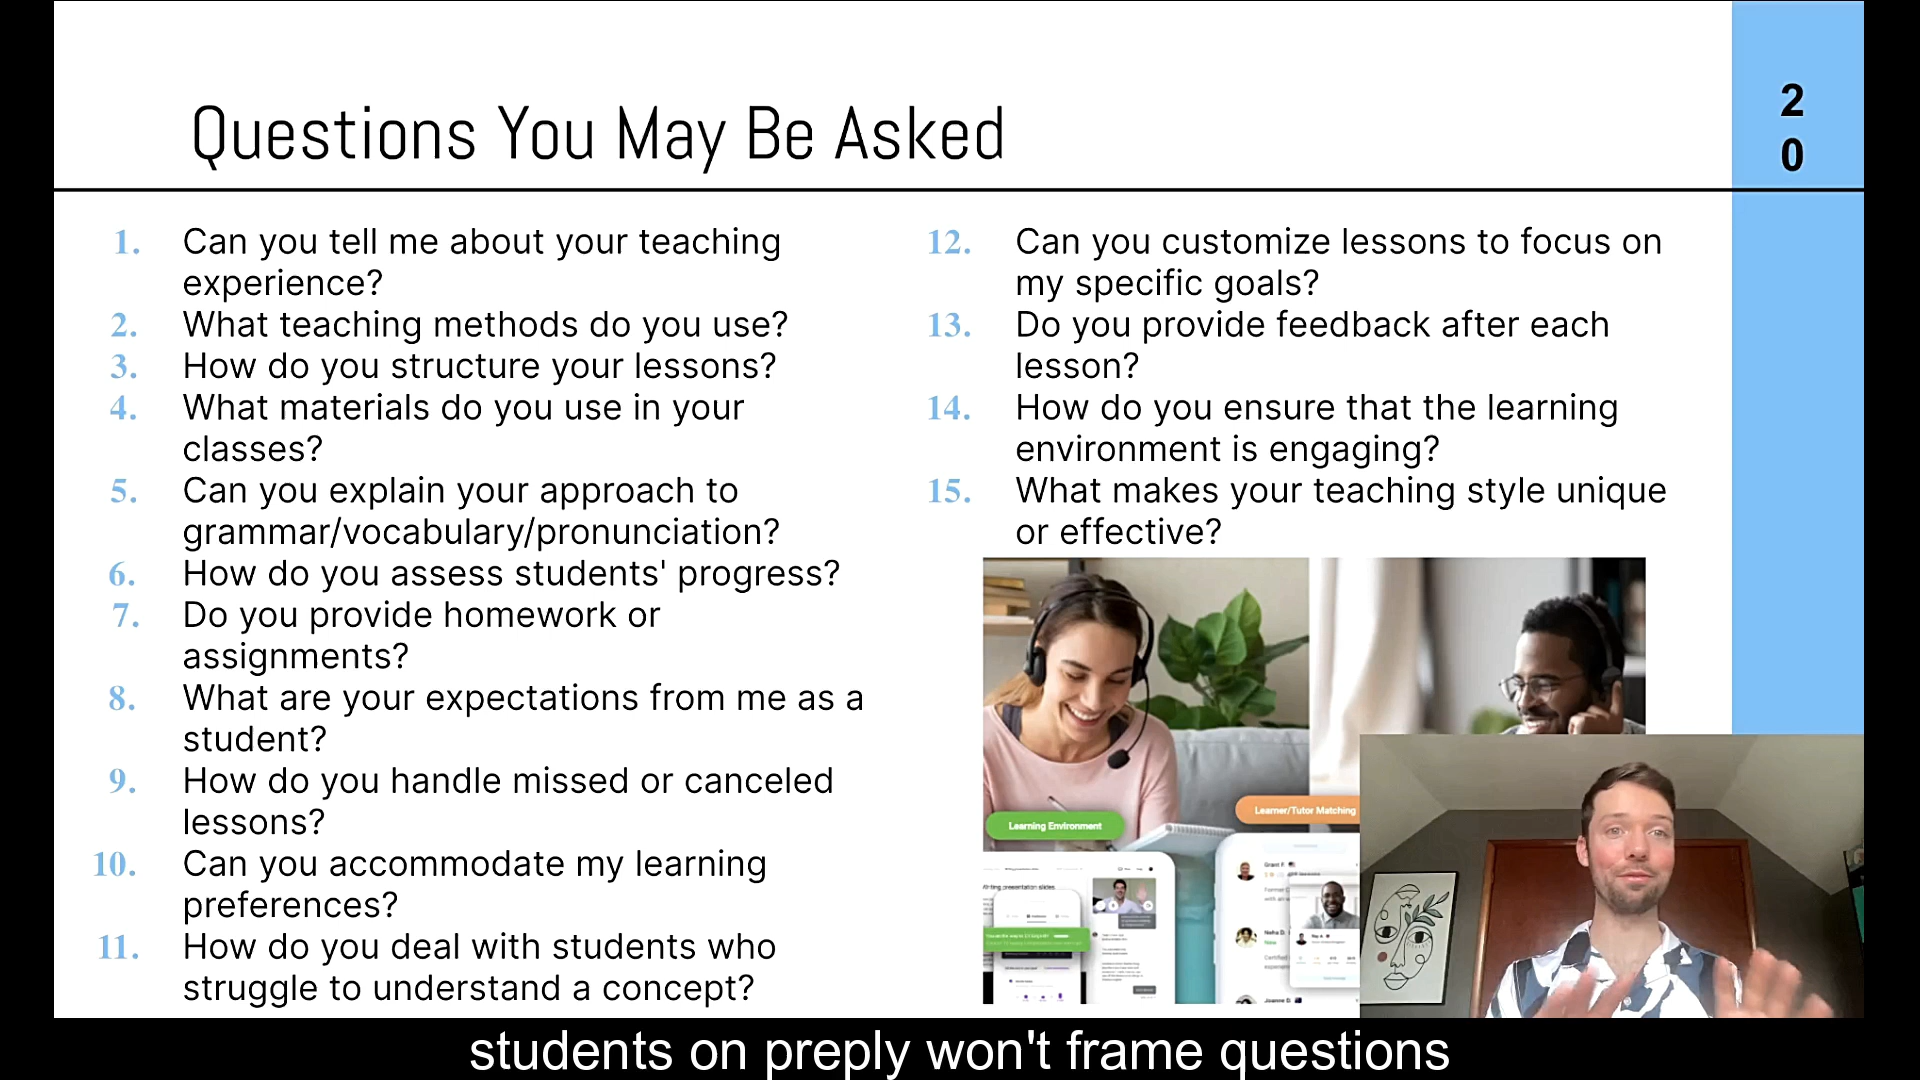 Questions You May Be Asked
2
0
1. Can you tell me about your teaching
experience?
2. What teaching methods do you use?
3. How do you structure your lessons?
4. What materials do you use in your
classes?
5. Can you explain your approach to
grammar/vocabulary/pronunciation?
6. How do you assess students' progress?
7. Do you provide homework or
assignments?
8. What are your expectations from me as a
student?
9. How do you handle missed or canceled
lessons?
10. Can you accommodate my learning
preferences?
11. How do you deal with students who
struggle to understand a concept?
12. Can you customize lessons to focus on
my specific goals?
13. Do you provide feedback after each
lesson?
14. How do you ensure that the learning
environment is engaging?
15. What makes your teaching style unique
or effective?
Learning Environment
Learner/Tutor Matching
Writing presentation slides
Grant F.
Neha D.
Joanne D.
students on preply won't frame questions